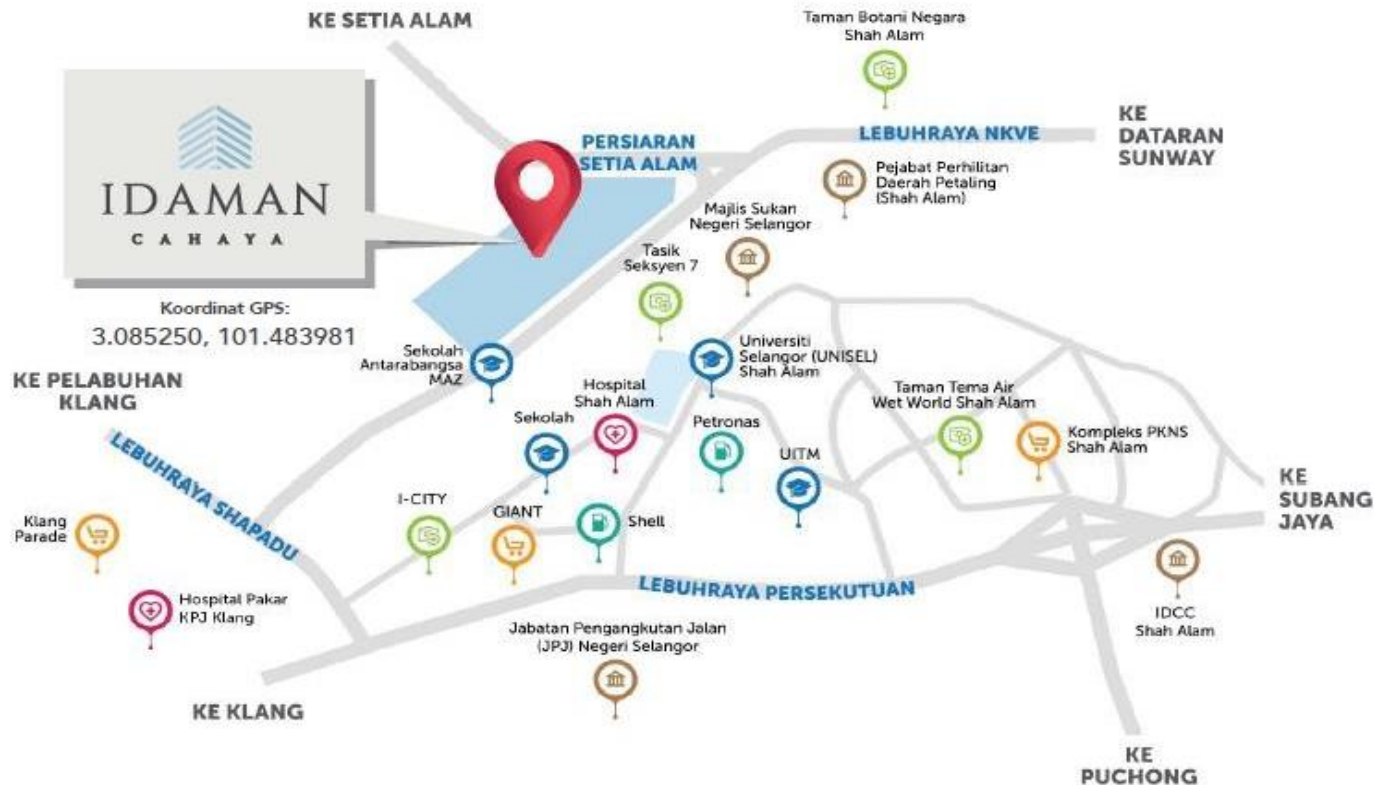 KE SETIA ALAM
Taman Botani Negara
Shah Alam
IDAMAN
CAHAYA
Koordinat GPS:
3.085250, 101.483981
PERSIARAN
SETIA ALAM
LEBUHRAYA NKVE
KE
DATARAN
SUNWAY
Pejabat Perhilitan
Daerah Petaling
(Shah Alam)
Majlis Sukan
Negeri Selangor
Tasik
Seksyen 7
Sekolah
Antarabangsa
MAZ
Universiti
Selangor (UNISEL)
Shah Alam
KE PELABUHAN
KLANG
Hospital
Shah Alam
Taman Tema Air
Wet World Shah Alam
Sekolah
Petronas
Kompleks PKNS
Shah Alam
UITM
LEBUHRAYA SHAPADU
I-CITY
GIANT
Shell
KE
SUBANG
JAYA
Klang
Parade
LEBUHRAYA PERSEKUTUAN
Hospital Pakar
KPJ Klang
IDCC
Shah Alam
Jabatan Pengangkutan Jalan
(JPJ) Negeri Selangor
KE KLANG
KE
PUCHONG